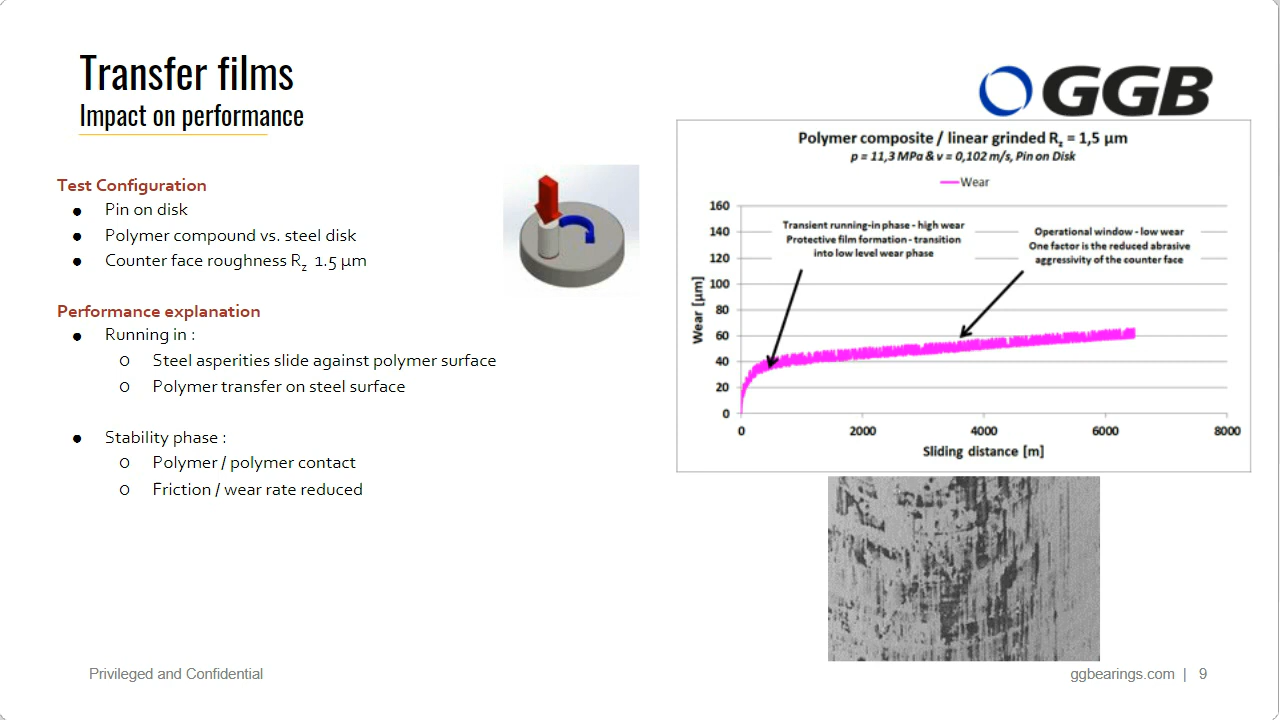 Transfer films
Impact on performance
GGB
Test Configuration
● Pin on disk
● Polymer compound vs. steel disk
● Counter face roughness Rz 1.5 µm
Performance explanation
● Running in :
o Steel asperities slide against polymer surface
o Polymer transfer on steel surface
● Stability phase :
o Polymer / polymer contact
o Friction / wear rate reduced
Polymer composite / linear grinded Rz = 1,5 µm
p = 11,3 MPa & v = 0,102 m/s, Pin on Disk
Wear
Transient running-in phase - high wear
Protective film formation - transition
into low level wear phase
Operational window - low wear
One factor is the reduced abrasive
aggressivity of the counter face
Wear [µm]
160
140
120
100
80
60
40
20
0
0 2000 4000 6000 8000
Sliding distance [m]
Privileged and Confidential
ggbearings.com | 9